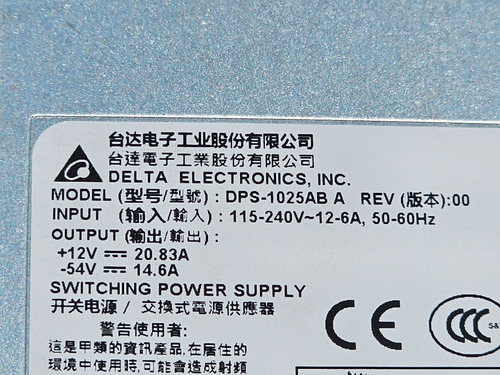 台达电子工业股份有限公司
台達電子工業股份有限公司
DELTA ELECTRONICS, INC.
MODEL (型号/型號) : DPS-1025AB A REV (版本):00
INPUT (输入/輸入) : 115-240V~12-6A, 50-60Hz
OUTPUT (输出/輸出) :
+12V ⎓ 20.83A
-54V ⎓ 14.6A
SWITCHING POWER SUPPLY
开关电源 / 交換式電源供應器
警告使用者:
這是甲類的資訊產品,在居住的
環境中使用時,可能會造成射頻
CE
CCC
S&